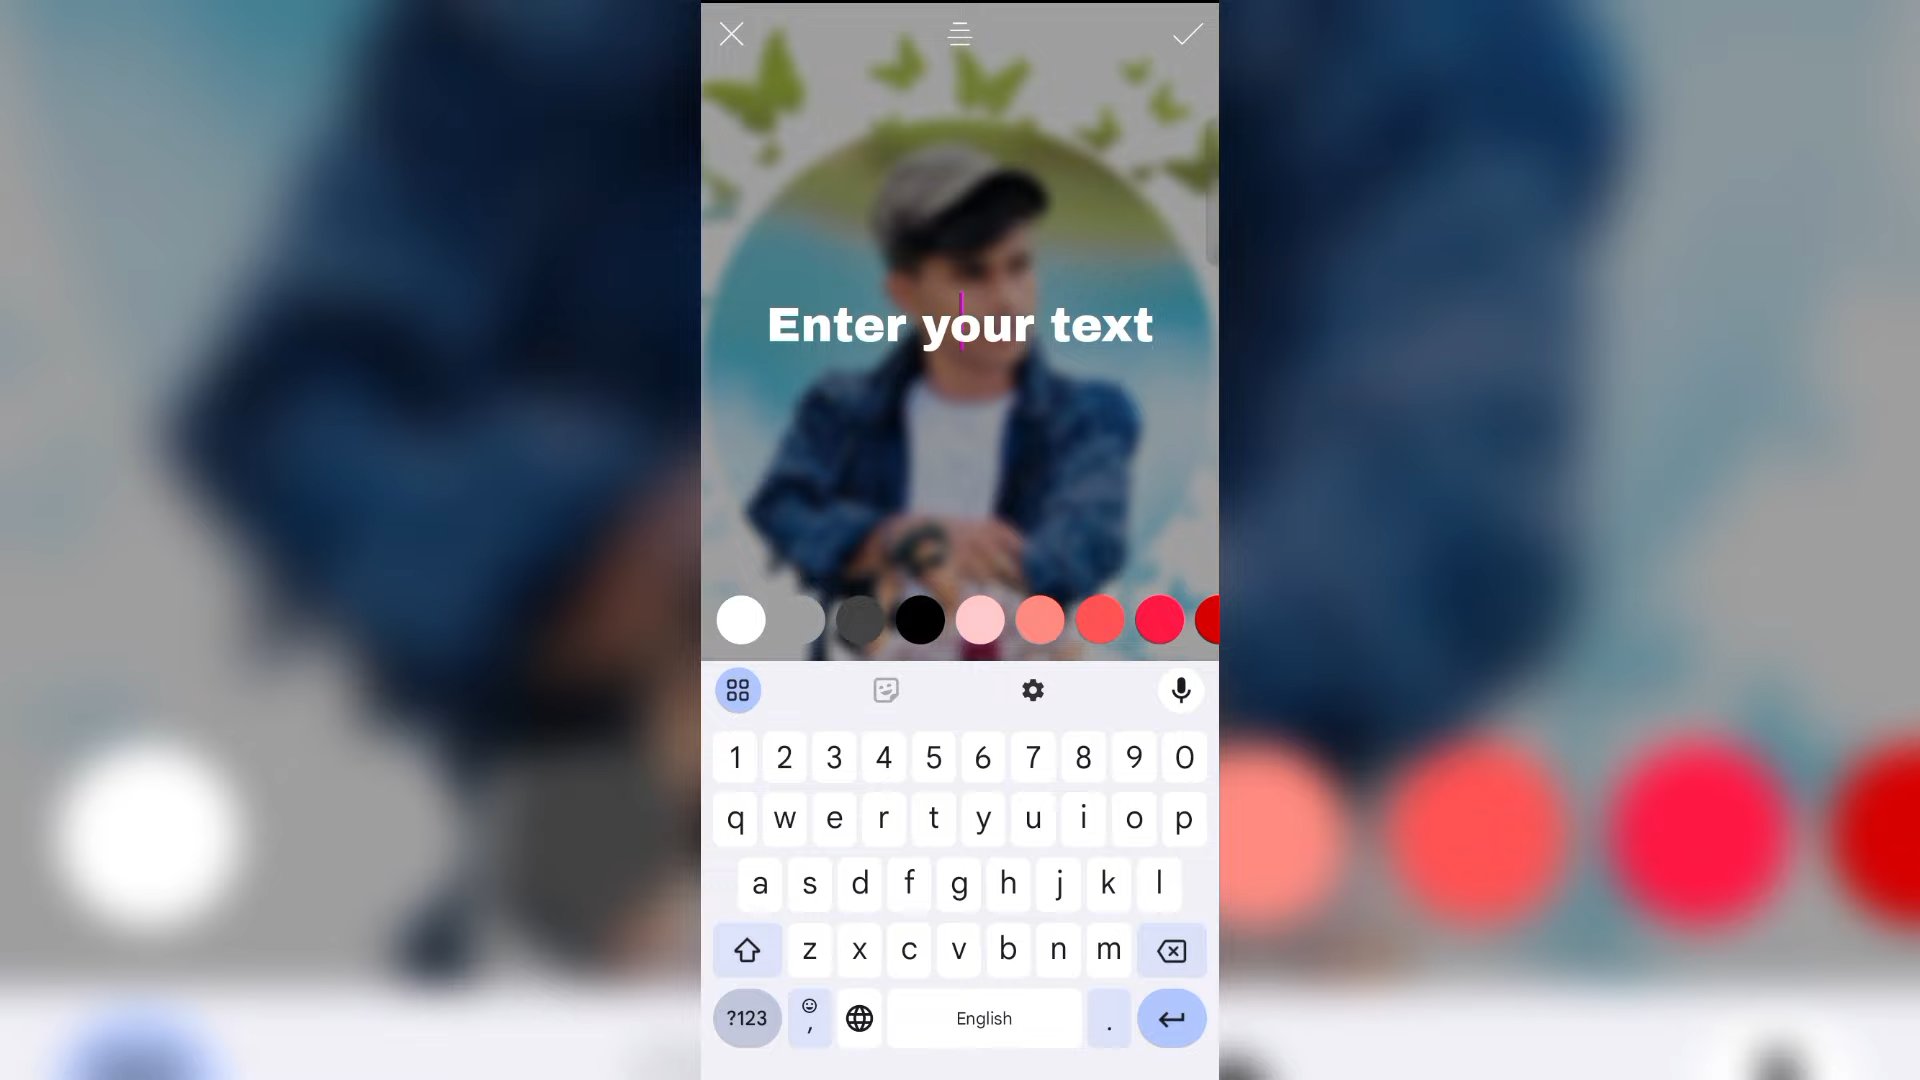 Enter your text
1 2 3 4 5 6 7 8 9 0
q w e r t y u i o p
a s d f g h j k l
z x c v b n m
?123 , English .